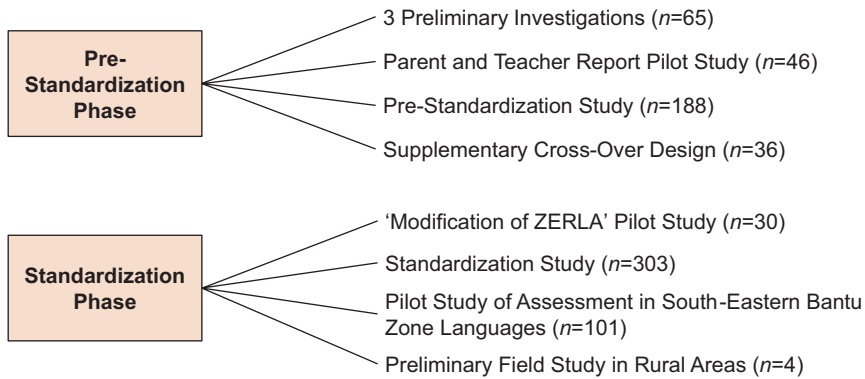 Pre-
Standardization
Phase
3 Preliminary Investigations (n=65)
Parent and Teacher Report Pilot Study (n=46)
Pre-Standardization Study (n=188)
Supplementary Cross-Over Design (n=36)
Standardization
Phase
‘Modification of ZERLA’ Pilot Study (n=30)
Standardization Study (n=303)
Pilot Study of Assessment in South-Eastern Bantu
Zone Languages (n=101)
Preliminary Field Study in Rural Areas (n=4)